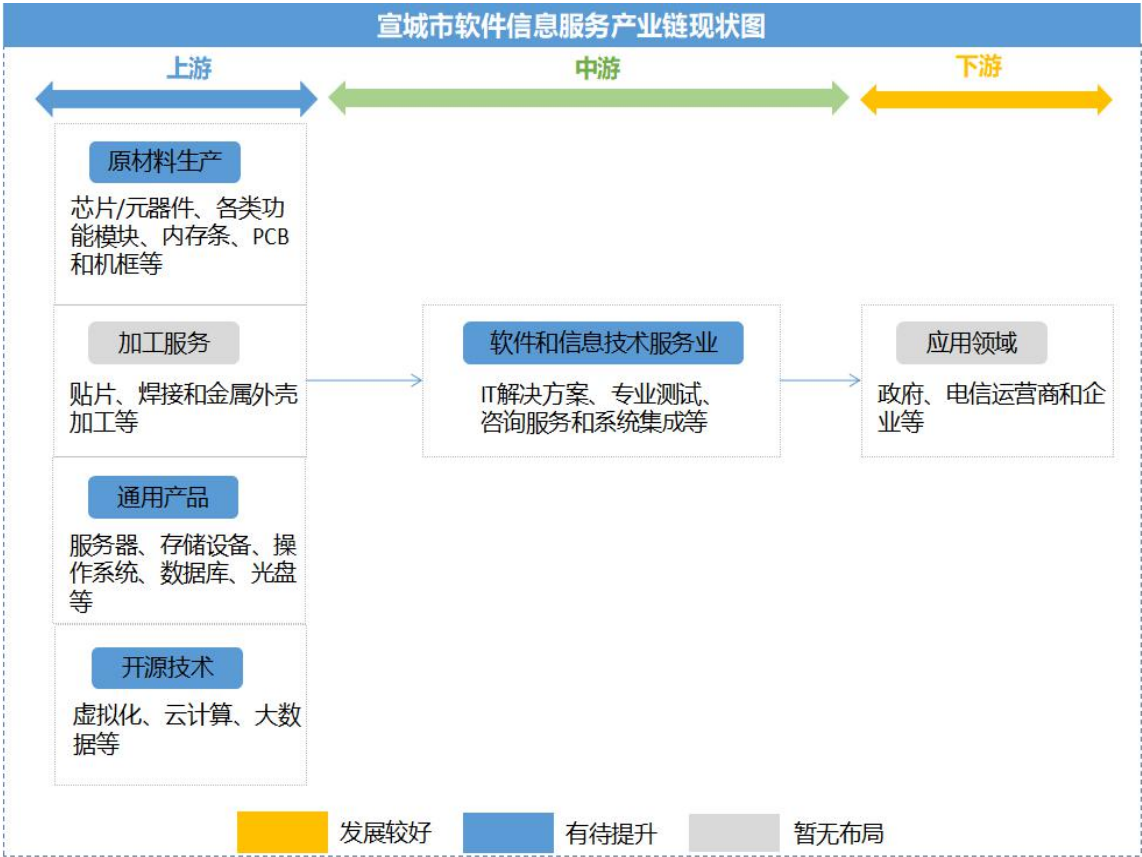 宣城市软件信息服务产业链现状图
上游
中游
下游
原材料生产
芯片/元器件、各类功
能模块、内存条、PCB
和机框等
加工服务
贴片、焊接和金属外壳
加工等
通用产品
服务器、存储设备、操
作系统、数据库、光盘
等
开源技术
虚拟化、云计算、大数
据等
软件和信息技术服务业
IT解决方案、专业测试、
咨询服务和系统集成等
应用领域
政府、电信运营商和企
业等
发展较好
有待提升
暂无布局